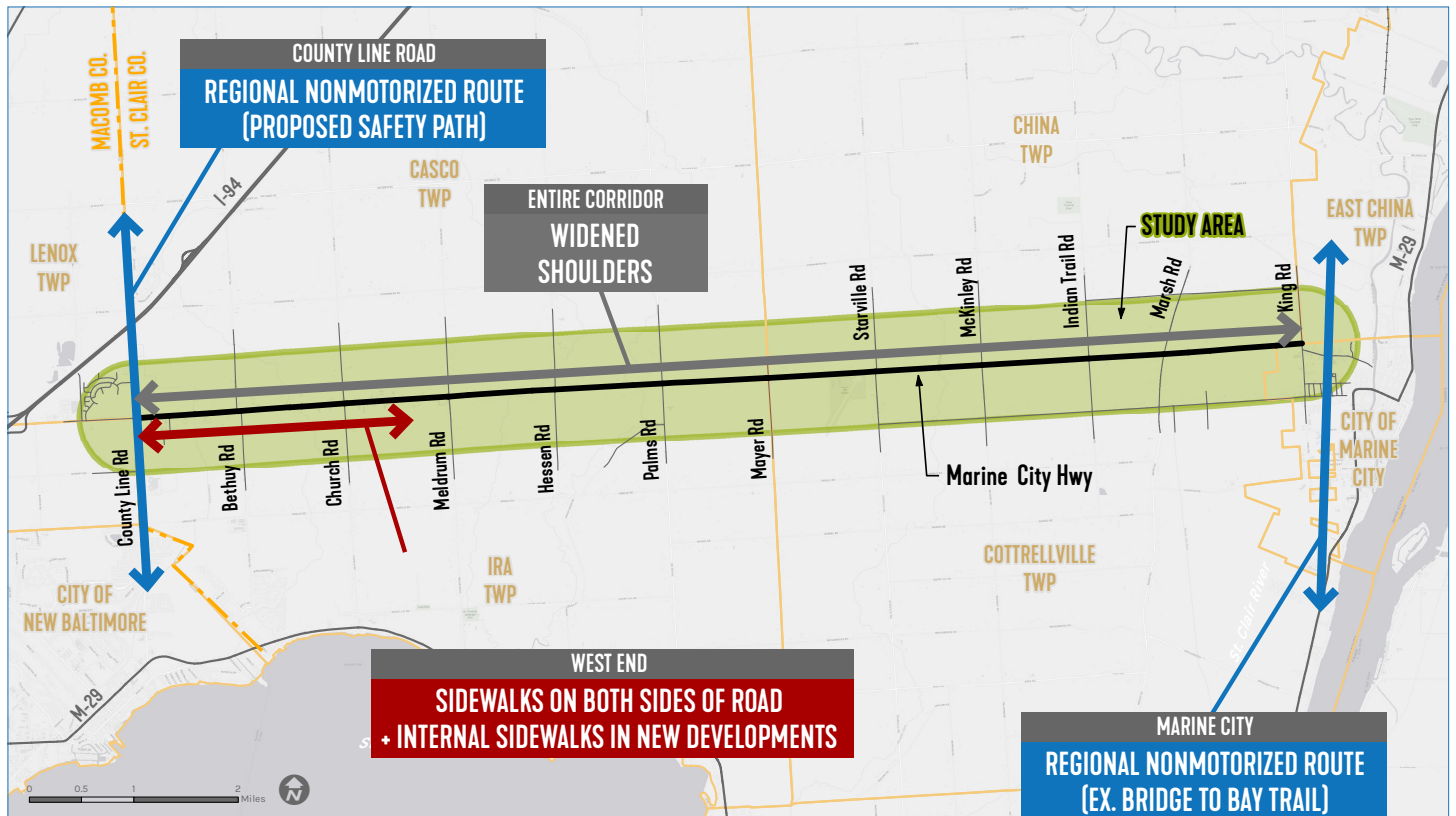 COUNTY LINE ROAD
REGIONAL NONMOTORIZED ROUTE
(PROPOSED SAFETY PATH)
MACOMB CO.
ST. CLAIR CO.
I-94
CASCO
TWP
CHINA
TWP
ENTIRE CORRIDOR
WIDENED
SHOULDERS
LENOX
TWP
STUDY AREA
EAST CHINA
TWP
M-29
Starville Rd
McKinley Rd
Indian Trail Rd
Marsh Rd
King Rd
County Line Rd
Bethuy Rd
Church Rd
Meldrum Rd
Hessen Rd
Palms Rd
Mayer Rd
Marine City Hwy
CITY OF
MARINE
CITY
IRA
TWP
COTTRELLVILLE
TWP
CITY OF
NEW BALTIMORE
St. Clair River
M-29
WEST END
SIDEWALKS ON BOTH SIDES OF ROAD
+ INTERNAL SIDEWALKS IN NEW DEVELOPMENTS
MARINE CITY
REGIONAL NONMOTORIZED ROUTE
(EX. BRIDGE TO BAY TRAIL)
0 0.5 1 2
Miles
N